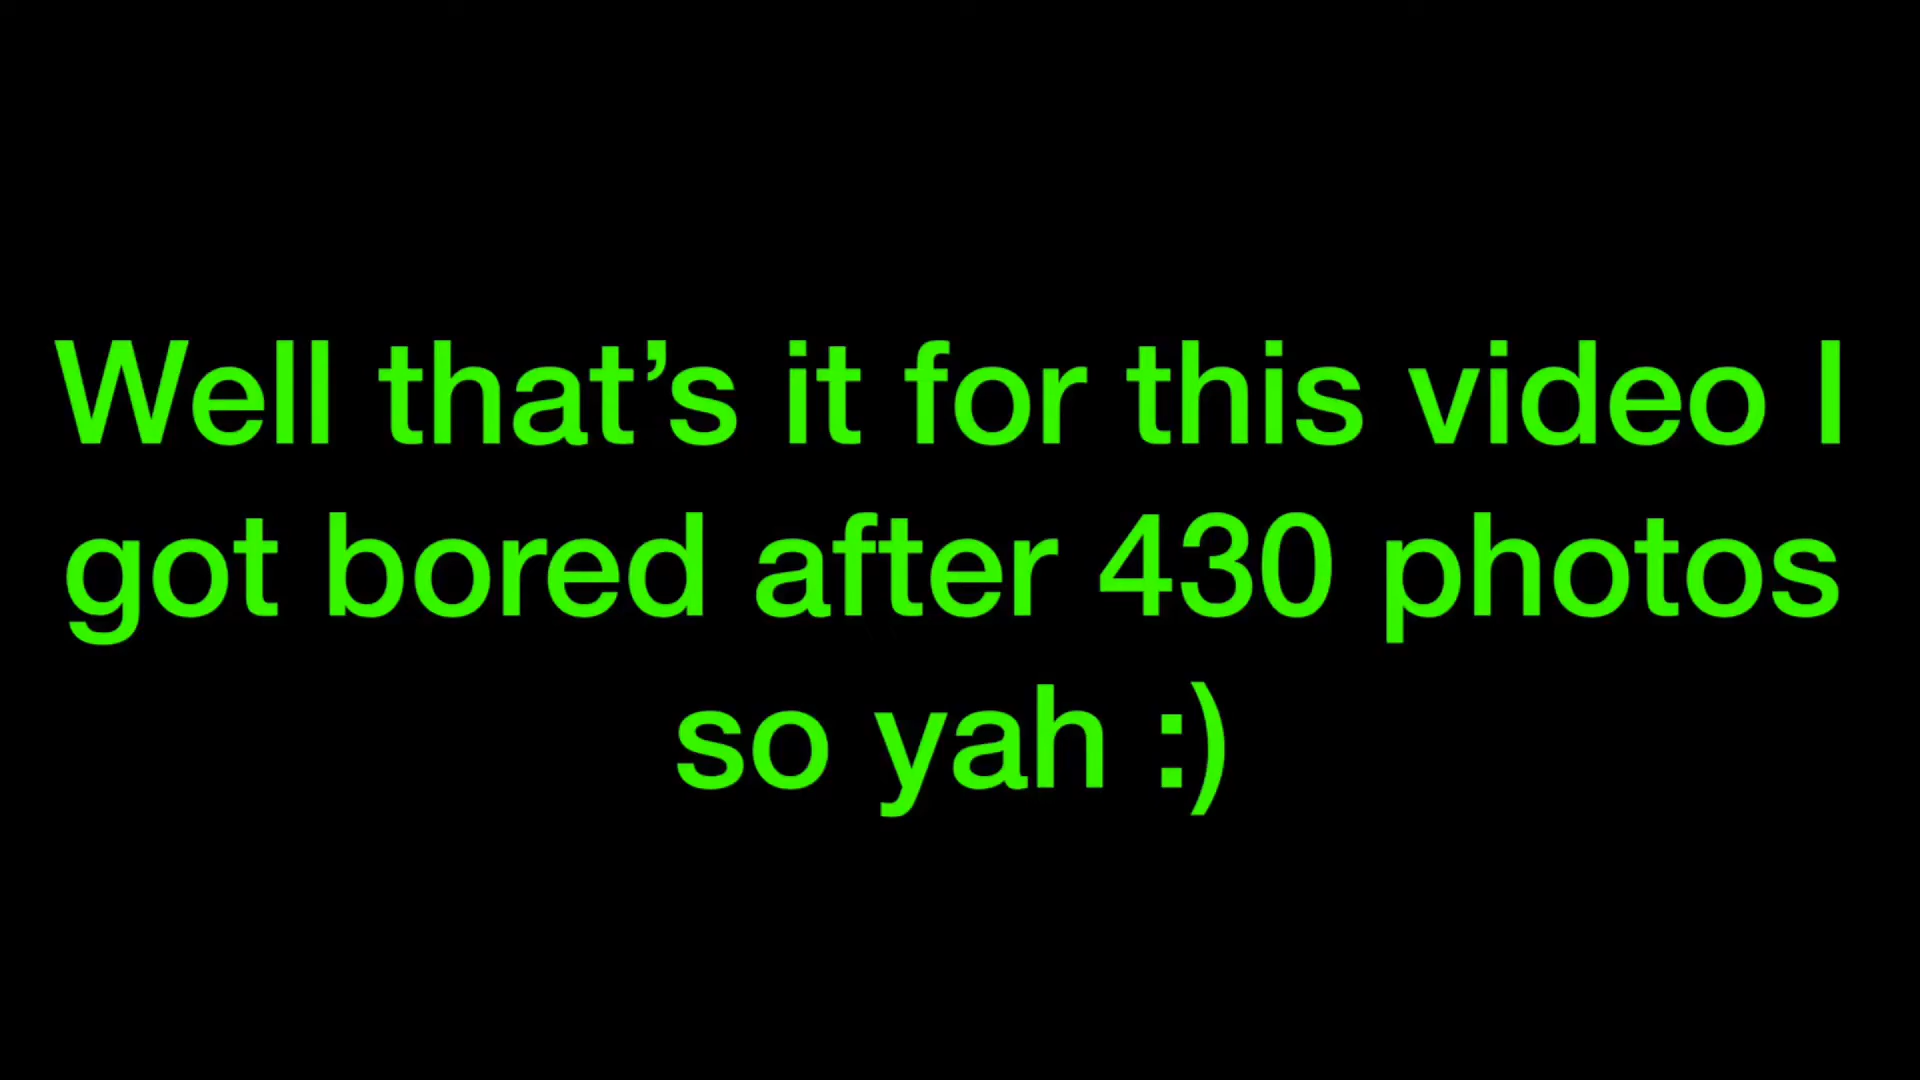 Well that’s it for this video I
got bored after 430 photos
so yah :)